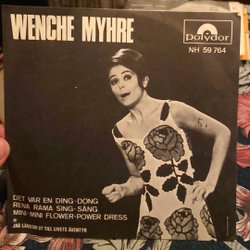 WENCHE MYHRE
polydor
NH 59 764
DET VAR EN DING-DONG
RENA RAMA SING-SÅNG
MINI-MINI FLOWER-POWER DRESS
JAG LÄNGTAR UT TILL LIVETS ÄVENTYR